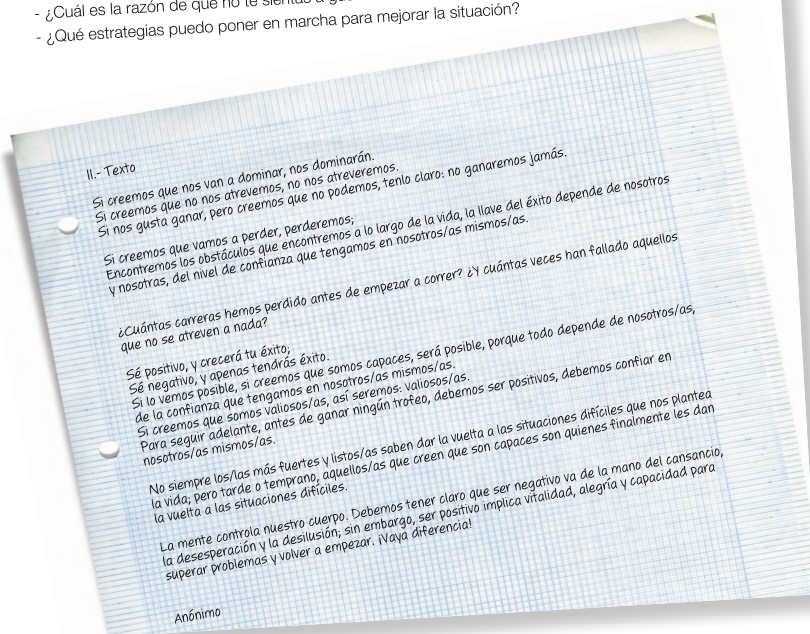 - ¿Cuál es la razón de que no te sientas a
- ¿Qué estrategias puedo poner en marcha para mejorar la situación?
II.- Texto
Si creemos que nos van a dominar, nos dominarán.
Si creemos que no nos atrevemos, no nos atreveremos.
Si nos gusta ganar, pero creemos que no podemos, tenlo claro: no ganaremos jamás.
Si creemos que vamos a perder, perderemos;
Encontremos los obstáculos que encontremos a lo largo de la vida, la llave del éxito depende de nosotros
y nosotras, del nivel de confianza que tengamos en nosotros/as mismos/as.
¿Cuántas carreras hemos perdido antes de empezar a correr? ¿Y cuántas veces han fallado aquellos
que no se atreven a nada?
Sé positivo, y crecerá tu éxito;
Sé negativo, y apenas tendrás éxito.
Si lo vemos posible, si creemos que somos capaces, será posible, porque todo depende de nosotros/as,
de la confianza que tengamos en nosotros/as mismos/as.
Si creemos que somos valiosos/as, así seremos: valiosos/as.
Para seguir adelante, antes de ganar ningún trofeo, debemos ser positivos, debemos confiar en
nosotros/as mismos/as.
No siempre los/las más fuertes y listos/as saben dar la vuelta a las situaciones difíciles que nos plantea
la vida; pero tarde o temprano, aquellos/as que creen que son capaces son quienes finalmente les dan
la vuelta a las situaciones difíciles.
La mente controla nuestro cuerpo. Debemos tener claro que ser negativo va de la mano del cansancio,
la desesperación y la desilusión; sin embargo, ser positivo implica vitalidad, alegría y capacidad para
superar problemas y volver a empezar. ¡Vaya diferencia!
Anónimo